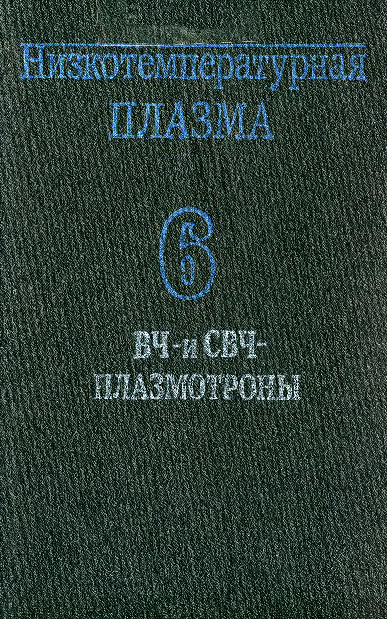 Низкотемпературная
ПЛАЗМА
6
ВЧ-и СВЧ-
ПЛАЗМОТРОНЫ